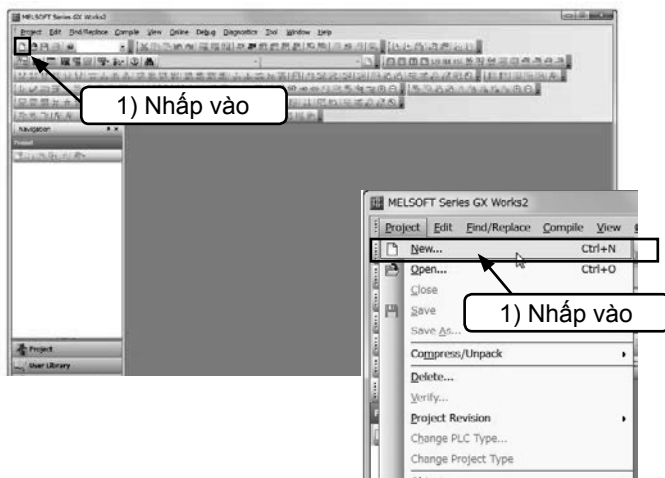 MELSOFT Series GX Works2
Project Edit Find/Replace Compile View Online Debug Diagnostics Tool Window Help
1) Nhấp vào
Navigation
Project
Project
User Library
MELSOFT Series GX Works2
Project Edit Find/Replace Compile View
New... Ctrl+N
Open... Ctrl+O
Close
Save
1) Nhấp vào
Save As...
Compress/Unpack
Delete...
Verify...
Project Revision
Change PLC Type...
Change Project Type